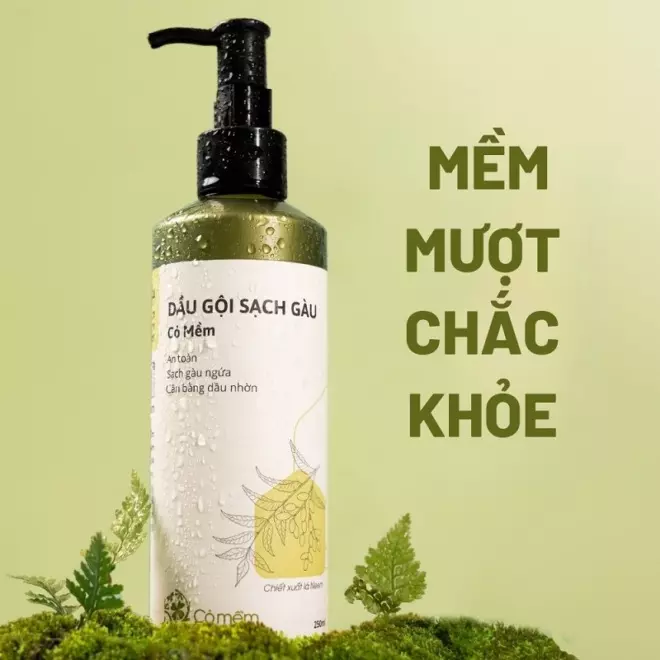 DẦU GỘI SẠCH GÀU
Cỏ Mềm
An toàn
Sạch gàu ngứa
Cân bằng dầu nhờn
Chiết xuất lá Neem
Cỏ mềm
250ml
MỀM
MƯỢT
CHẮC
KHỎE